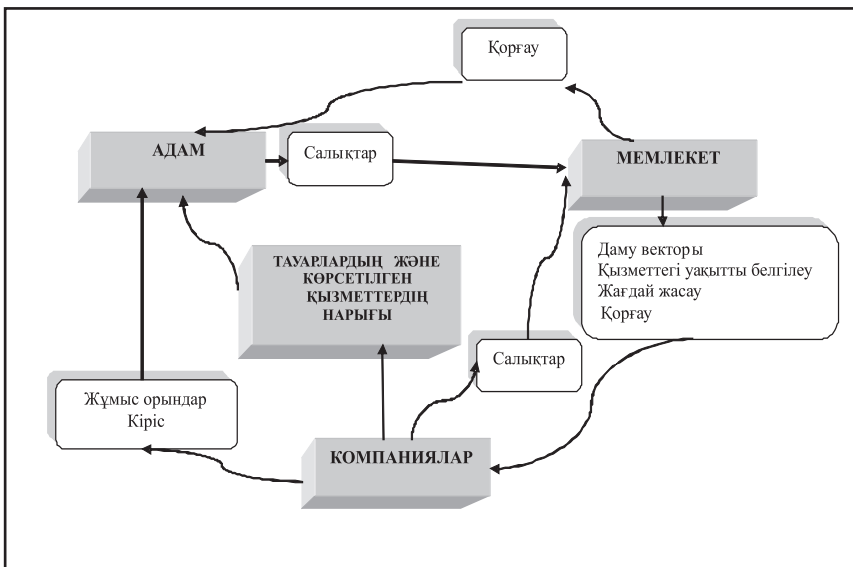 Қорғау
АДАМ
Салықтар
МЕМЛЕКЕТ
Даму векторы
Қызметтегі уақытты белгілеу
Жағдай жасау
Қорғау
ТАУАРЛАРДЫҢ ЖӘНЕ
КӨРСЕТІЛГЕН
ҚЫЗМЕТТЕРДІҢ
НАРЫҒЫ
Салықтар
Жұмыс орындар
Кіріс
КОМПАНИЯЛАР